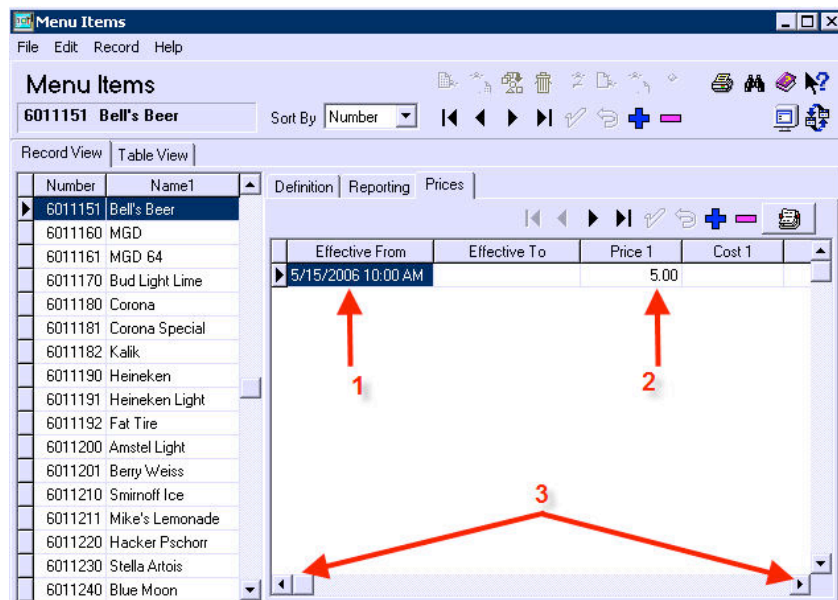 Menu Items
File Edit Record Help
Menu Items
6011151 Bell's Beer
Sort By Number
Record View Table View
Number Name1
6011151 Bell's Beer
6011160 MGD
6011161 MGD 64
6011170 Bud Light Lime
6011180 Corona
6011181 Corona Special
6011182 Kalik
6011190 Heineken
6011191 Heineken Light
6011192 Fat Tire
6011200 Amstel Light
6011201 Berry Weiss
6011210 Smirnoff Ice
6011211 Mike's Lemonade
6011220 Hacker Pschorr
6011230 Stella Artois
6011240 Blue Moon
Definition Reporting Prices
Effective From Effective To Price 1 Cost 1
5/15/2006 10:00 AM 5.00
1 2
3